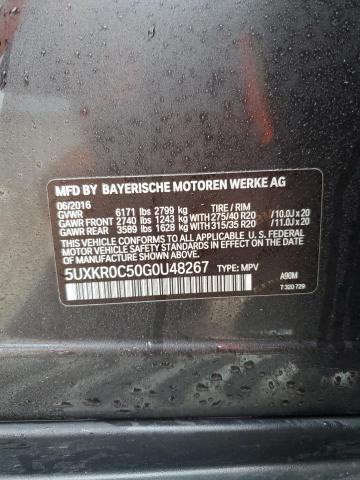 MFD BY BAYERISCHE MOTOREN WERKE AG
06/2016
GVWR 6171 lbs 2799 kg TIRE / RIM
GAWR FRONT 2740 lbs 1243 kg WITH 275/40 R20 /10.0J x 20
GAWR REAR 3589 lbs 1628 kg WITH 315/35 R20 /11.0J x 20
THIS VEHICLE CONFORMS TO ALL APPLICABLE U. S. FEDERAL
MOTOR VEHICLE SAFETY STANDARDS IN EFFECT ON THE
DATE OF MANUFACTURE SHOWN ABOVE.
5UXKR0C50G0U48267 TYPE: MPV
A90M
7 320 729